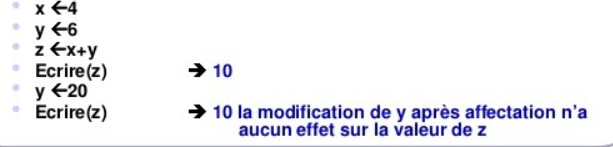 x ←4
y ←6
z ←x+y
Ecrire(z) ➔ 10
y ←20
Ecrire(z) ➔ 10 la modification de y après affectation n'a
aucun effet sur la valeur de z